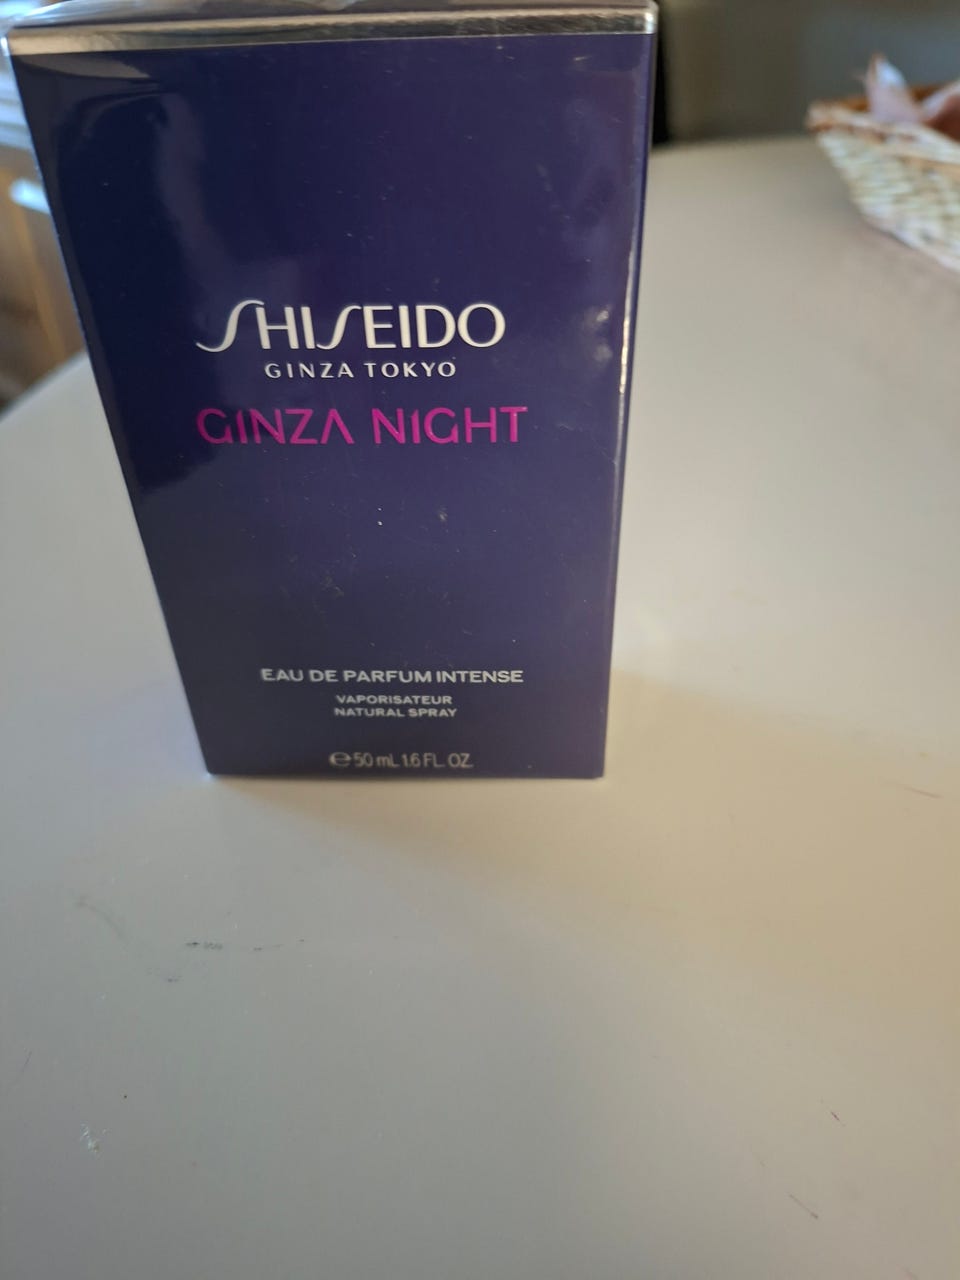 SHISEIDO
GINZA TOKYO
GINZA NIGHT
EAU DE PARFUM INTENSE
VAPORISATEUR
NATURAL SPRAY
℮ 50 mL 1.6 FL. OZ.